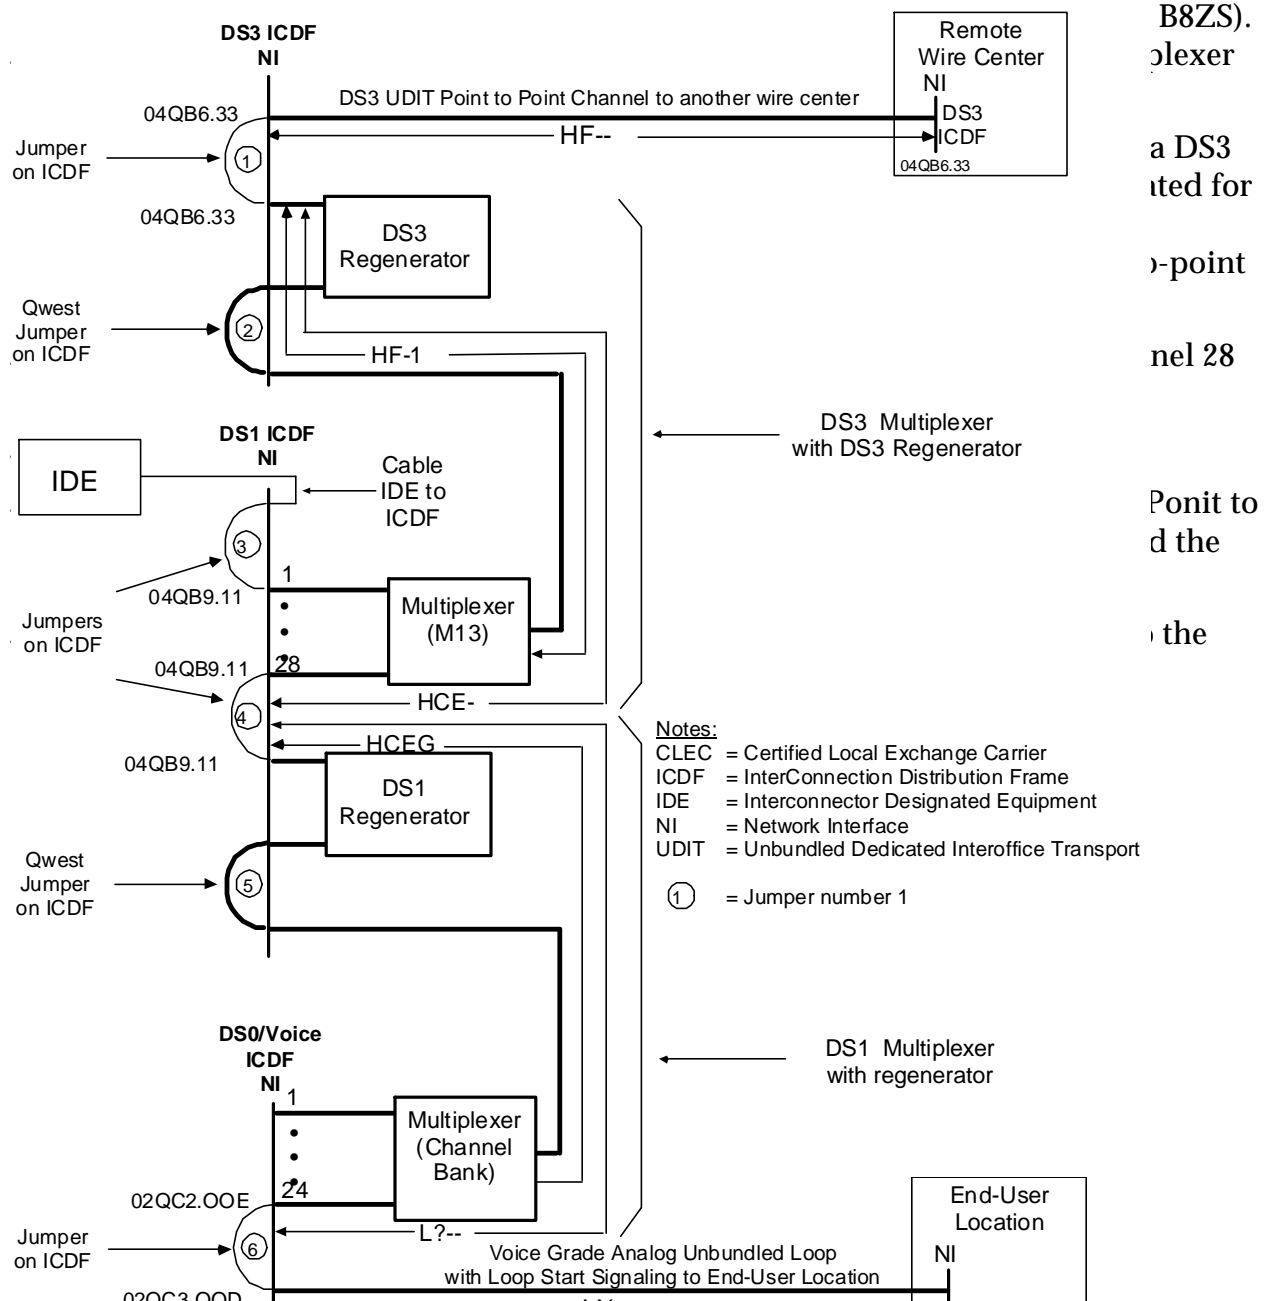 DS3 ICDF
NI
Remote
Wire Center
NI
DS3
ICDF
04QB6.33
B8ZS).
DS3 UDIT Point to Point Channel to another wire center
HF--
04QB6.33
Jumper
on ICDF
1
04QB6.33
DS3
Regenerator
a DS3
Qwest
Jumper
on ICDF
2
-point
HF-1
nel 28
DS3 Multiplexer
with DS3 Regenerator
DS1 ICDF
NI
IDE
Cable
IDE to
ICDF
Ponit to
d the
3
1
04QB9.11
Multiplexer
(M13)
Jumpers
on ICDF
the
04QB9.11
28
HCE-
4
HCEG
04QB9.11
DS1
Regenerator
Notes:
CLEC = Certified Local Exchange Carrier
ICDF = InterConnection Distribution Frame
IDE = Interconnector Designated Equipment
NI = Network Interface
UDIT = Unbundled Dedicated Interoffice Transport
1 = Jumper number 1
Qwest
Jumper
on ICDF
5
DS1 Multiplexer
with regenerator
DS0/Voice
ICDF
NI
1
Multiplexer
(Channel
Bank)
24
02QC2.OOE
L?--
Jumper
on ICDF
6
End-User
Location
NI
Voice Grade Analog Unbundled Loop
with Loop Start Signaling to End-User Location